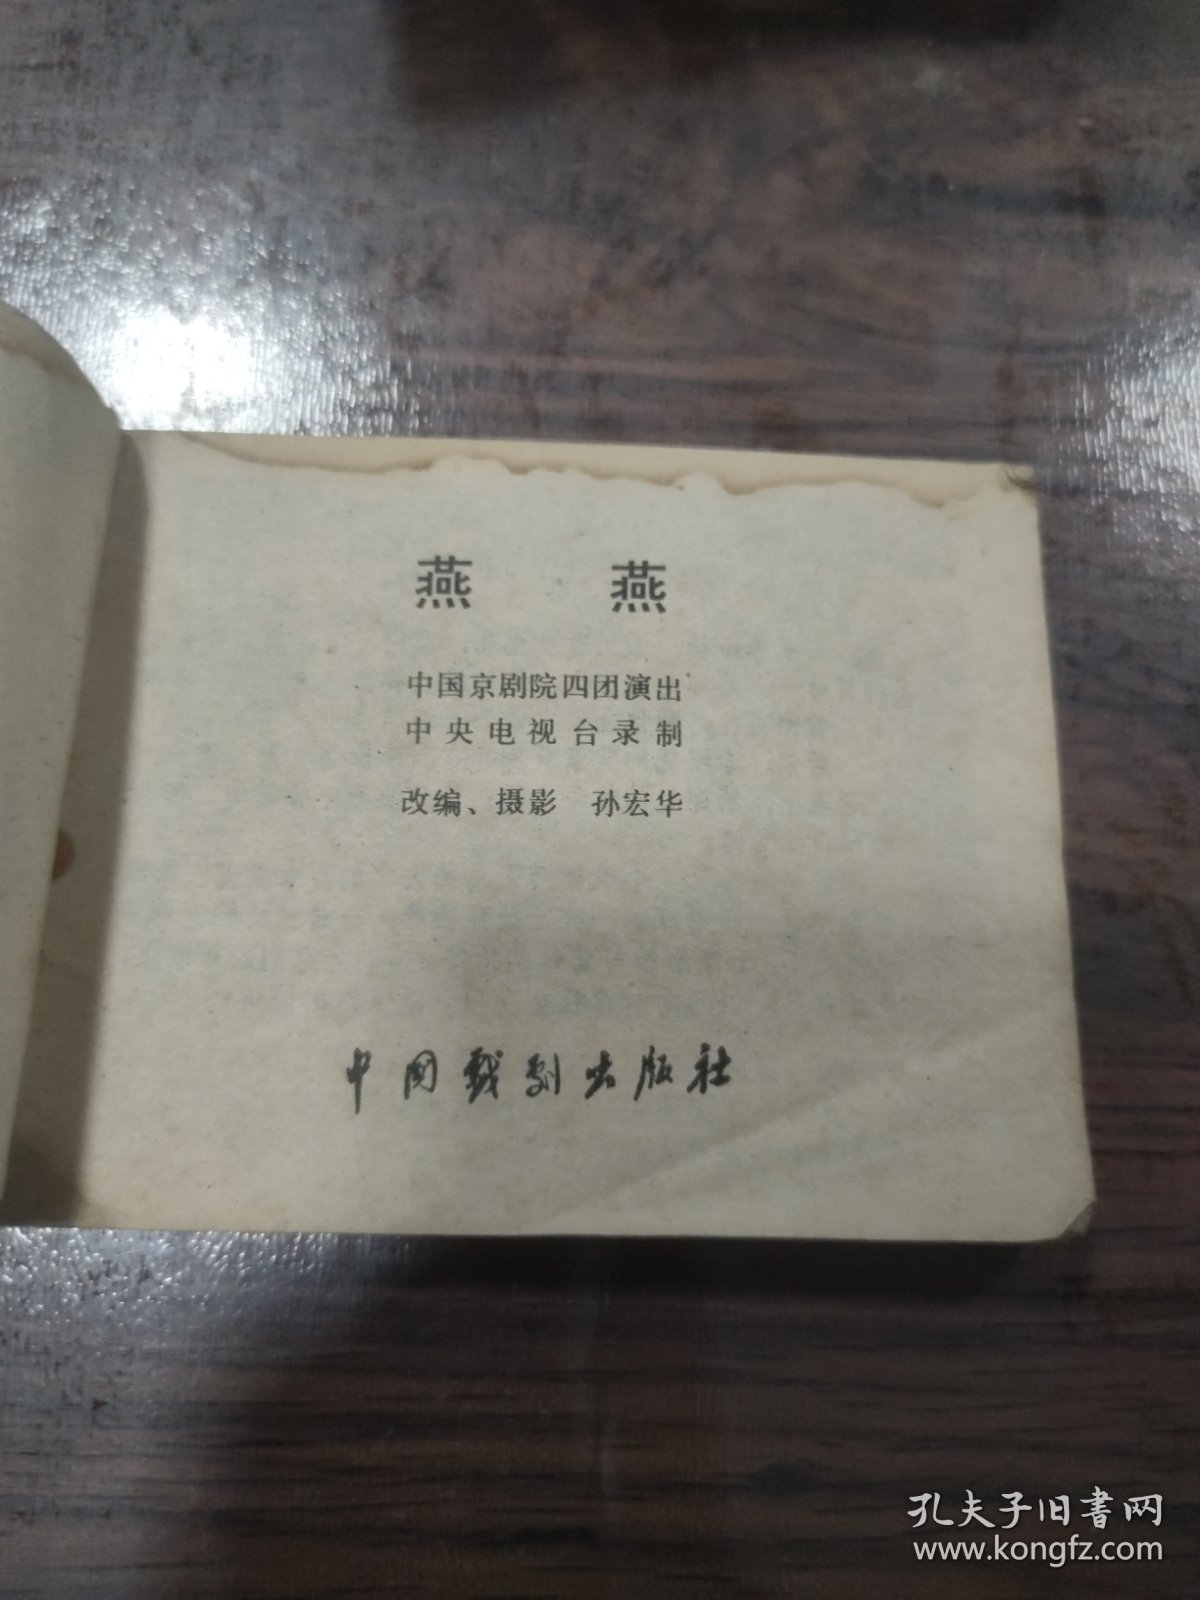 燕 燕
中国京剧院四团演出
中央电视台录制
改编、摄影 孙宏华
中国戏剧出版社
孔夫子旧书网
www.kongfz.com